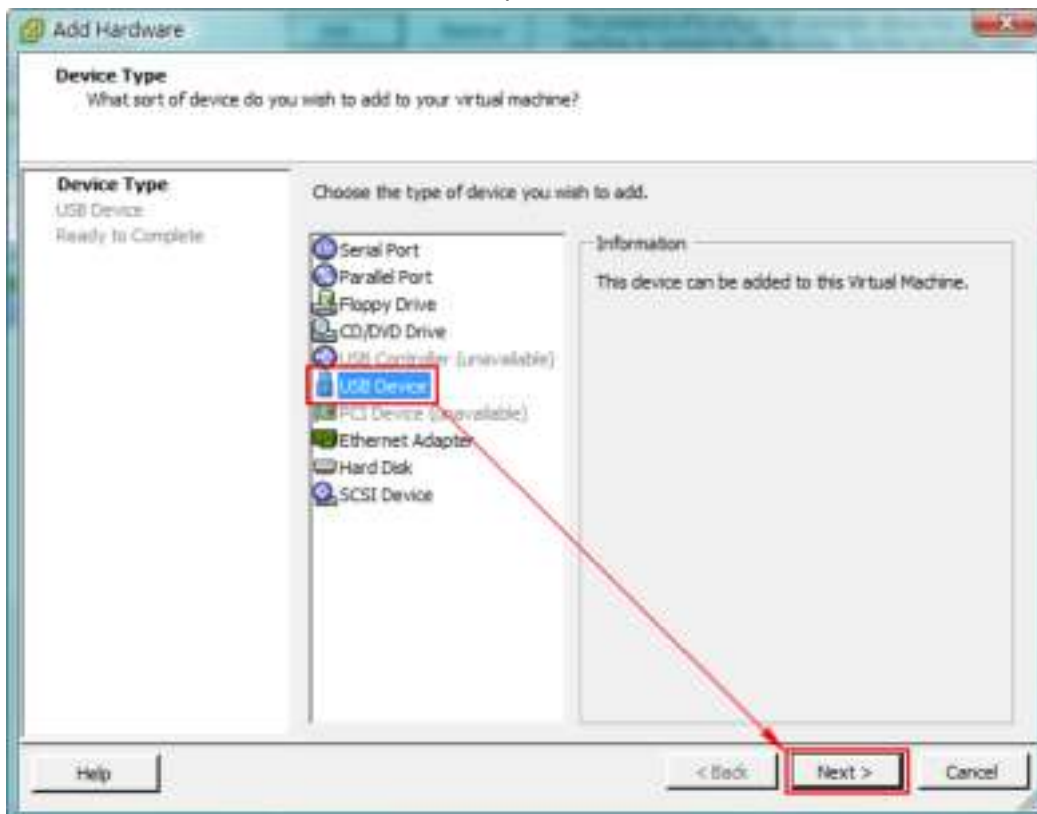 Add Hardware
Device Type
What sort of device do you wish to add to your virtual machine?
Device Type
USB Device
Ready to Complete
Choose the type of device you wish to add.
Serial Port
Parallel Port
Floppy Drive
CD/DVD Drive
USB Controller (unavailable)
USB Device
PCI Device (unavailable)
Ethernet Adapter
Hard Disk
SCSI Device
Information
This device can be added to this Virtual Machine.
Help
< Back
Next >
Cancel